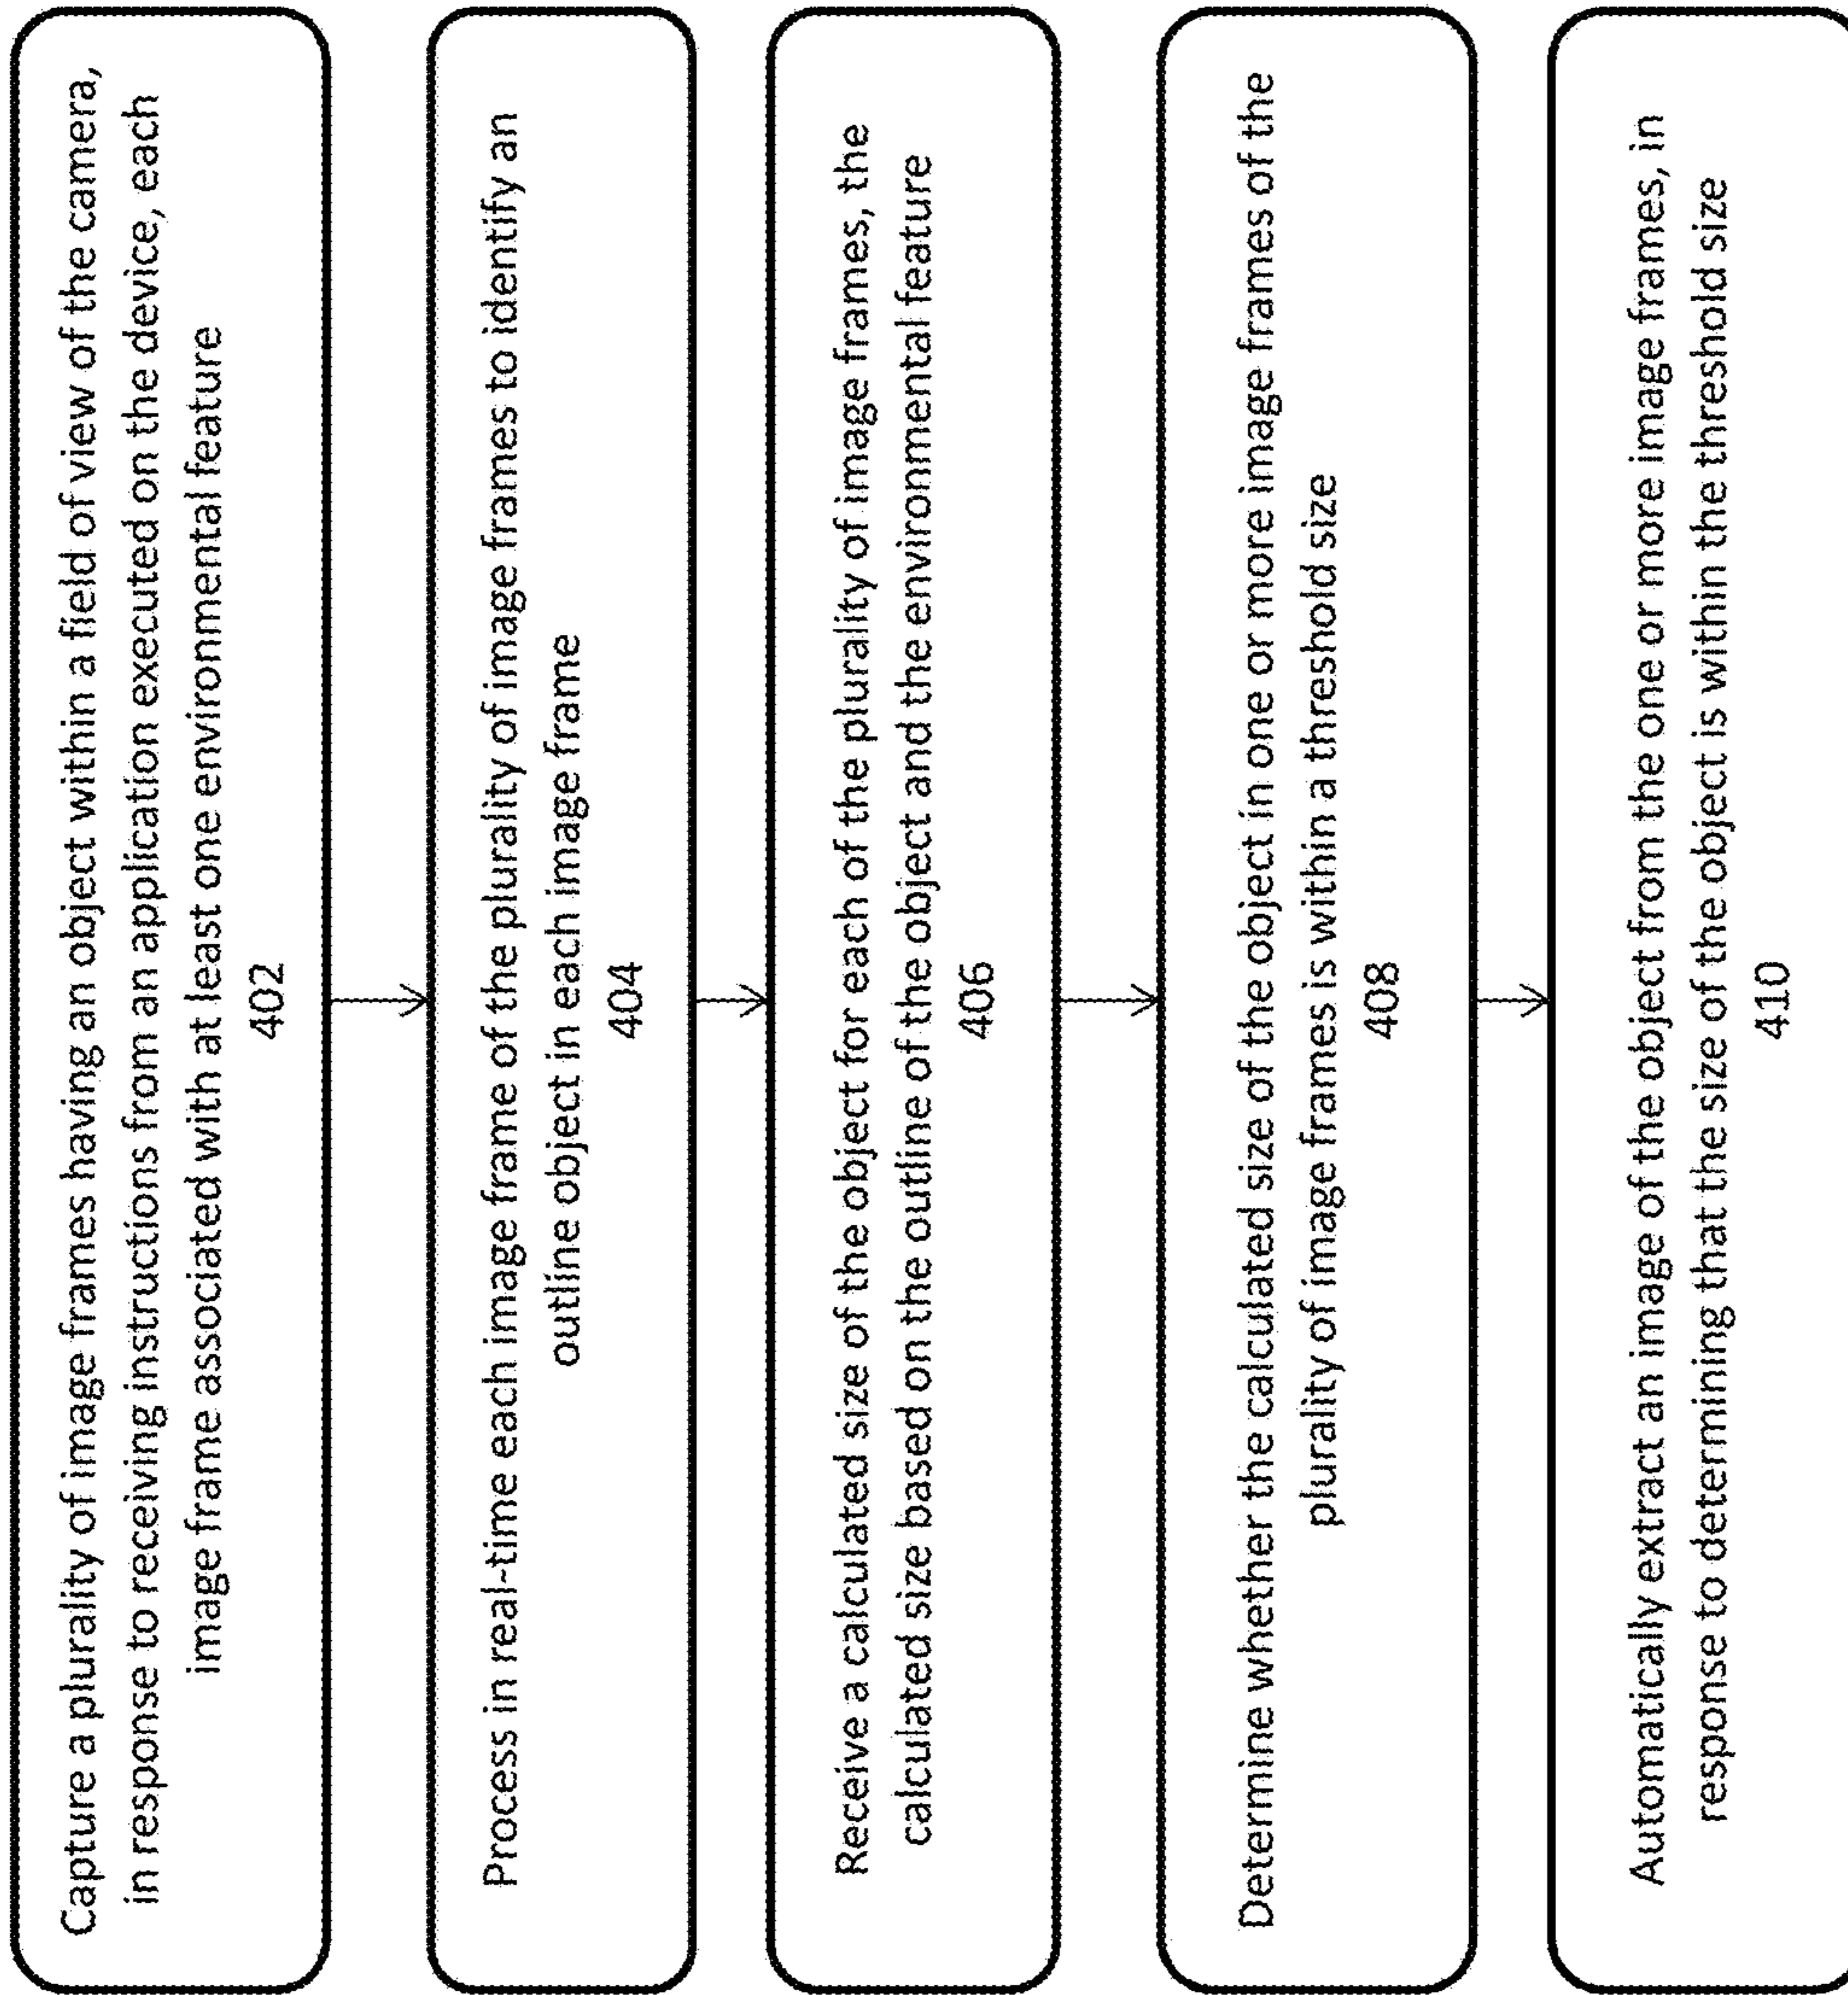 Capture a plurality of image frames having an object within a field of view of the camera,
in response to receiving instructions from an application executed on the device, each
image frame associated with at least one environmental feature
402
Process in real-time each image frame of the plurality of image frames to identify an
outline object in each image frame
404
Receive a calculated size of the object for each of the plurality of image frames, the
calculated size based on the outline of the object and the environmental feature
406
Determine whether the calculated size of the object in one or more image frames of the
plurality of image frames is within a threshold size
408
Automatically extract an image of the object from the one or more image frames, in
response to determining that the size of the object is within the threshold size
410